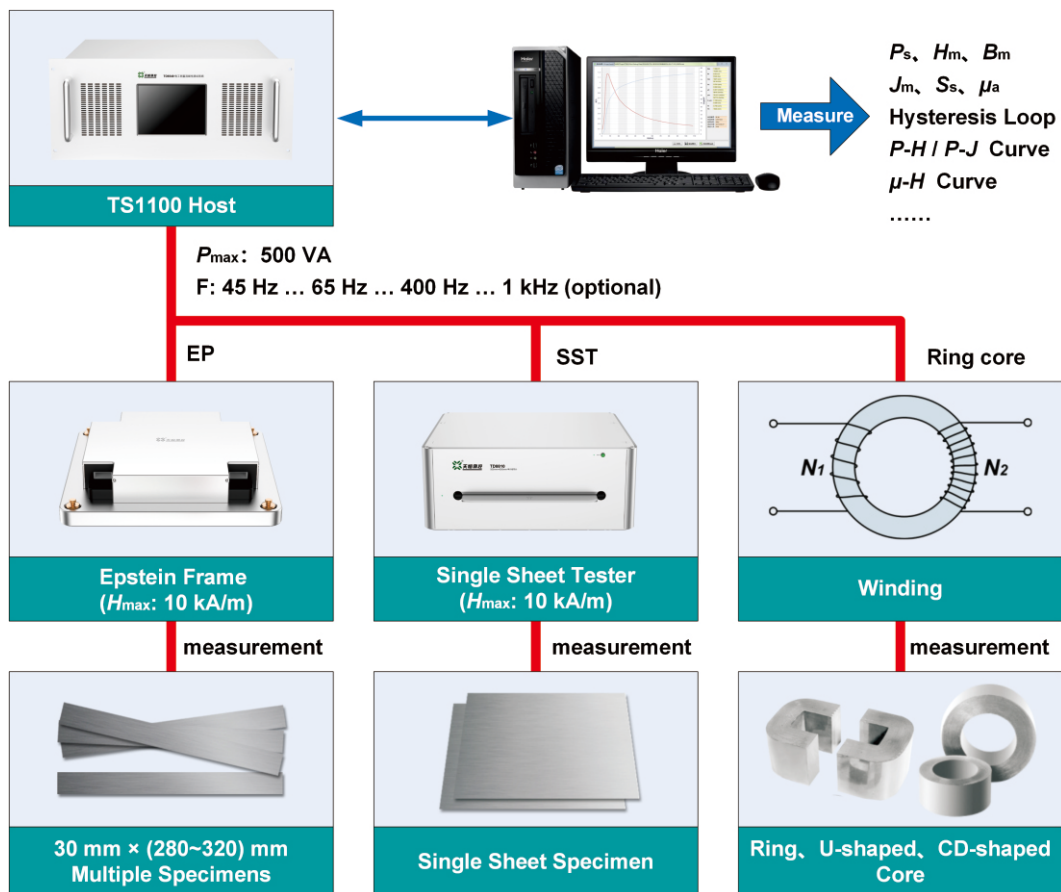 TS1100 Host
Measure
Ps、Hm、Bm
Jm、Ss、μa
Hysteresis Loop
P-H / P-J Curve
μ-H Curve
……
Pmax：500 VA
F: 45 Hz … 65 Hz … 400 Hz … 1 kHz (optional)
EP
SST
Ring core
N1
N2
Epstein Frame
(Hmax: 10 kA/m)
Single Sheet Tester
(Hmax: 10 kA/m)
Winding
measurement
measurement
measurement
30 mm × (280~320) mm
Multiple Specimens
Single Sheet Specimen
Ring、U-shaped、CD-shaped
Core